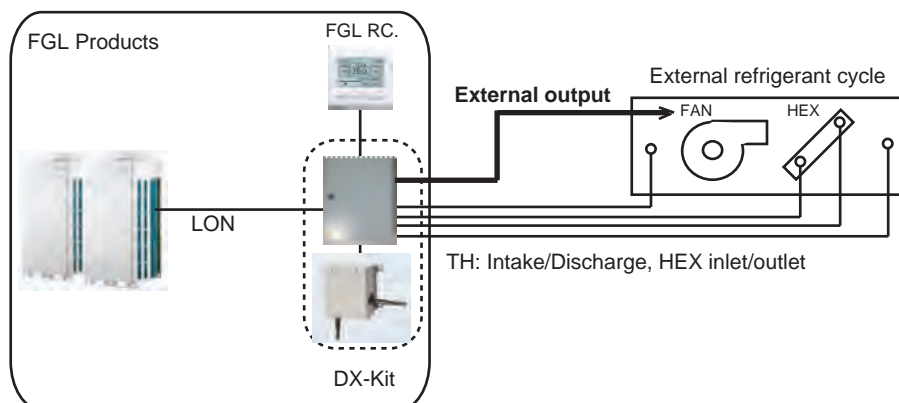 FGL Products
FGL RC.
External refrigerant cycle
External output
FAN
HEX
LON
TH: Intake/Discharge, HEX inlet/outlet
DX-Kit